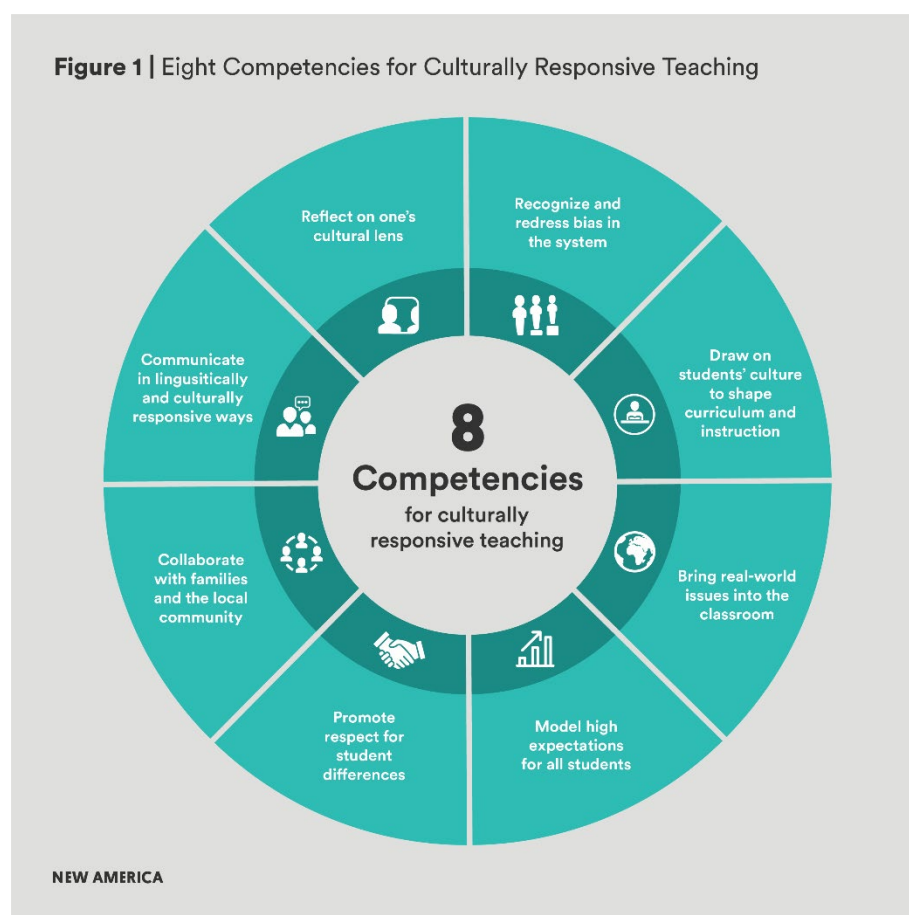 Figure 1 | Eight Competencies for Culturally Responsive Teaching
Reflect on one's
cultural lens
Recognize and
redress bias in
the system
Draw on
students' culture
to shape
curriculum and
instruction
Bring real-world
issues into the
classroom
Model high
expectations
for all students
Promote
respect for
student
differences
Collaborate
with families
and the local
community
Communicate
in lingusitically
and culturally
responsive ways
8
Competencies
for culturally
responsive teaching
NEW AMERICA